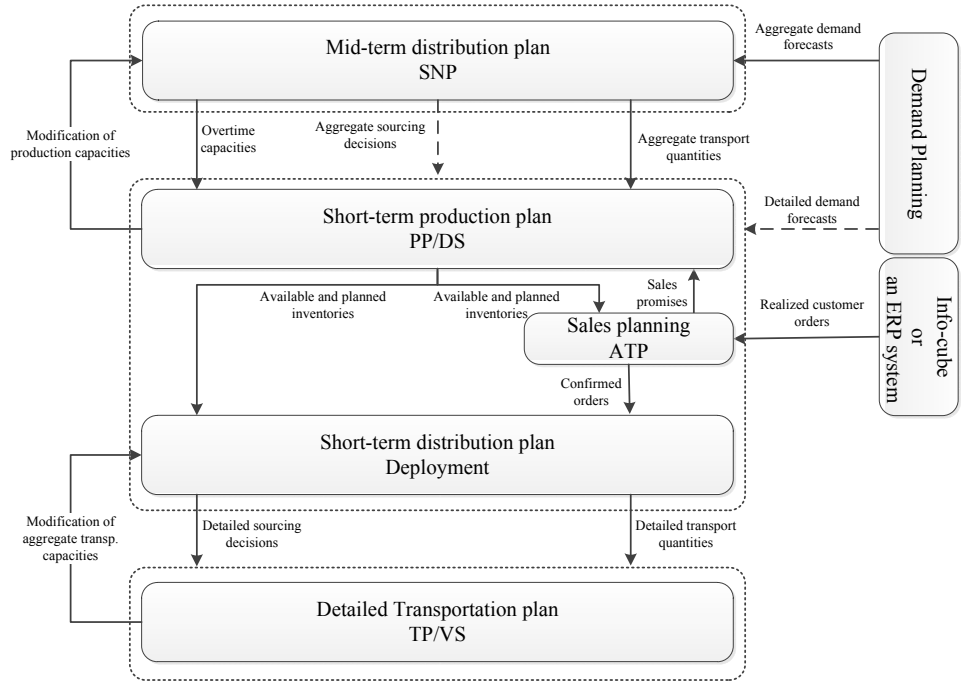 Mid-term distribution plan
SNP
Aggregate demand
forecasts
Demand Planning
Modification of
production capacities
Overtime
capacities
Aggregate sourcing
decisions
Aggregate transport
quantities
Short-term production plan
PP/DS
Detailed demand
forecasts
Available and planned
inventories
Available and planned
inventories
Sales
promises
Sales planning
ATP
Realized customer
orders
Info-cube
or
an ERP system
Confirmed
orders
Short-term distribution plan
Deployment
Modification of
aggregate transp.
capacities
Detailed sourcing
decisions
Detailed transport
quantities
Detailed Transportation plan
TP/VS